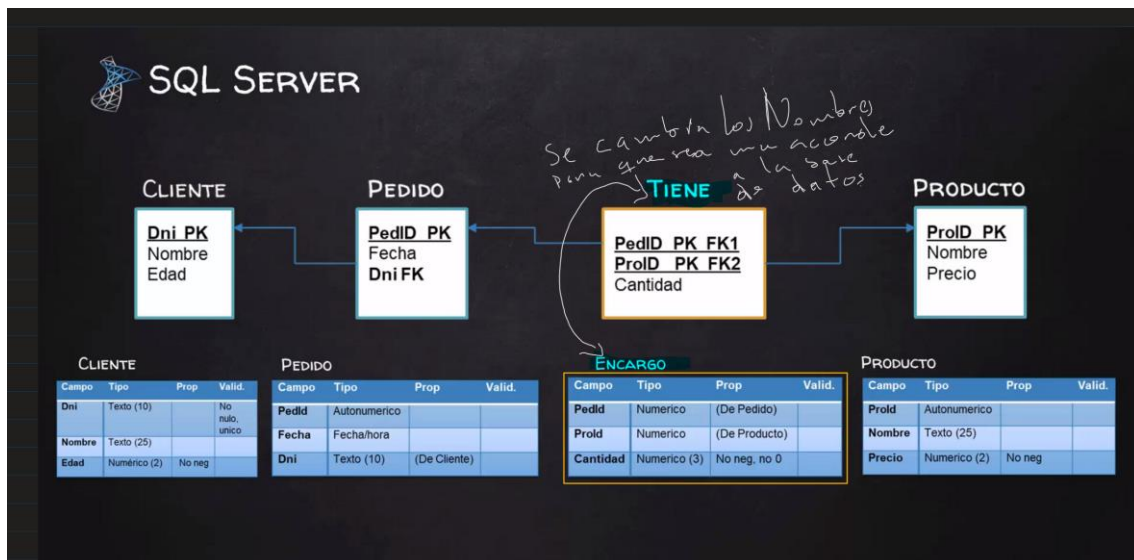 SQL SERVER
Se cambia los Nombres
para que sea mu acorde
a la base
de datos
CLIENTE
Dni PK
Nombre
Edad
PEDIDO
PedID PK
Fecha
Dni FK
TIENE
PedID PK FK1
ProID PK FK2
Cantidad
PRODUCTO
ProID PK
Nombre
Precio
CLIENTE
Campo Tipo Prop Valid.
Dni Texto (10) No nulo, unico
Nombre Texto (25)
Edad Numérico (2) No neg
PEDIDO
Campo Tipo Prop Valid.
PedId Autonumerico
Fecha Fecha/hora
Dni Texto (10) (De Cliente)
ENCARGO
Campo Tipo Prop Valid.
PedId Numerico (De Pedido)
ProId Numerico (De Producto)
Cantidad Numerico (3) No neg, no 0
PRODUCTO
Campo Tipo Prop Valid.
ProId Autonumerico
Nombre Texto (25)
Precio Numerico (2) No neg